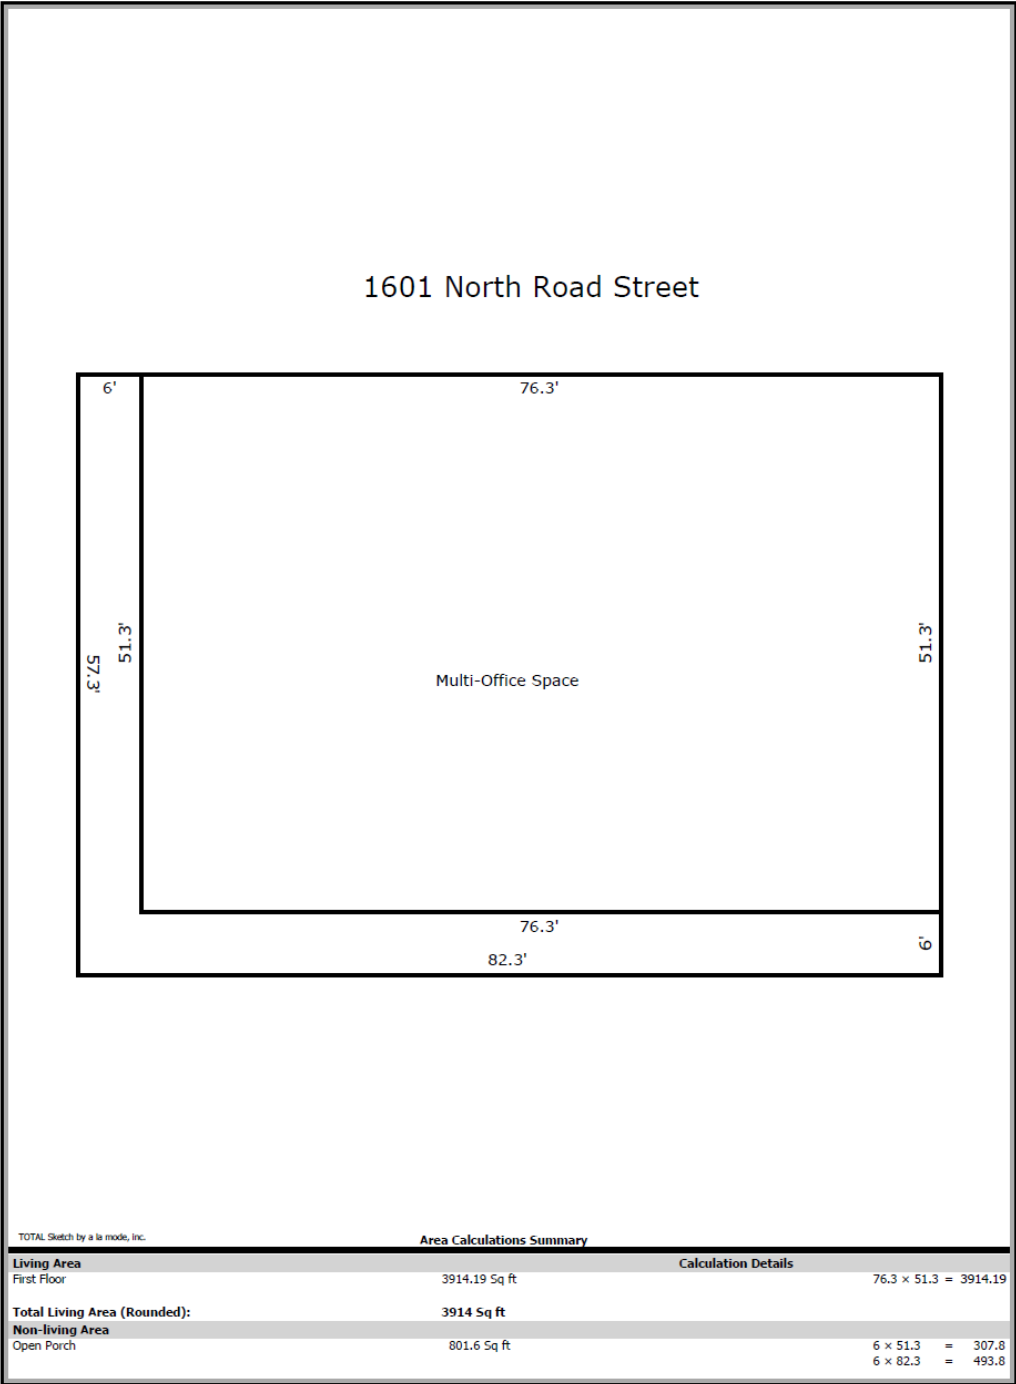 1601 North Road Street
6' 76.3'
51.3' 51.3'
57.3'
Multi-Office Space
76.3'
6'
82.3'
TOTAL Sketch by a la mode, inc.
Area Calculations Summary
Living Area Calculation Details
First Floor 3914.19 Sq ft 76.3 × 51.3 = 3914.19
Total Living Area (Rounded): 3914 Sq ft
Non-living Area
Open Porch 801.6 Sq ft 6 × 51.3 = 307.8
6 × 82.3 = 493.8